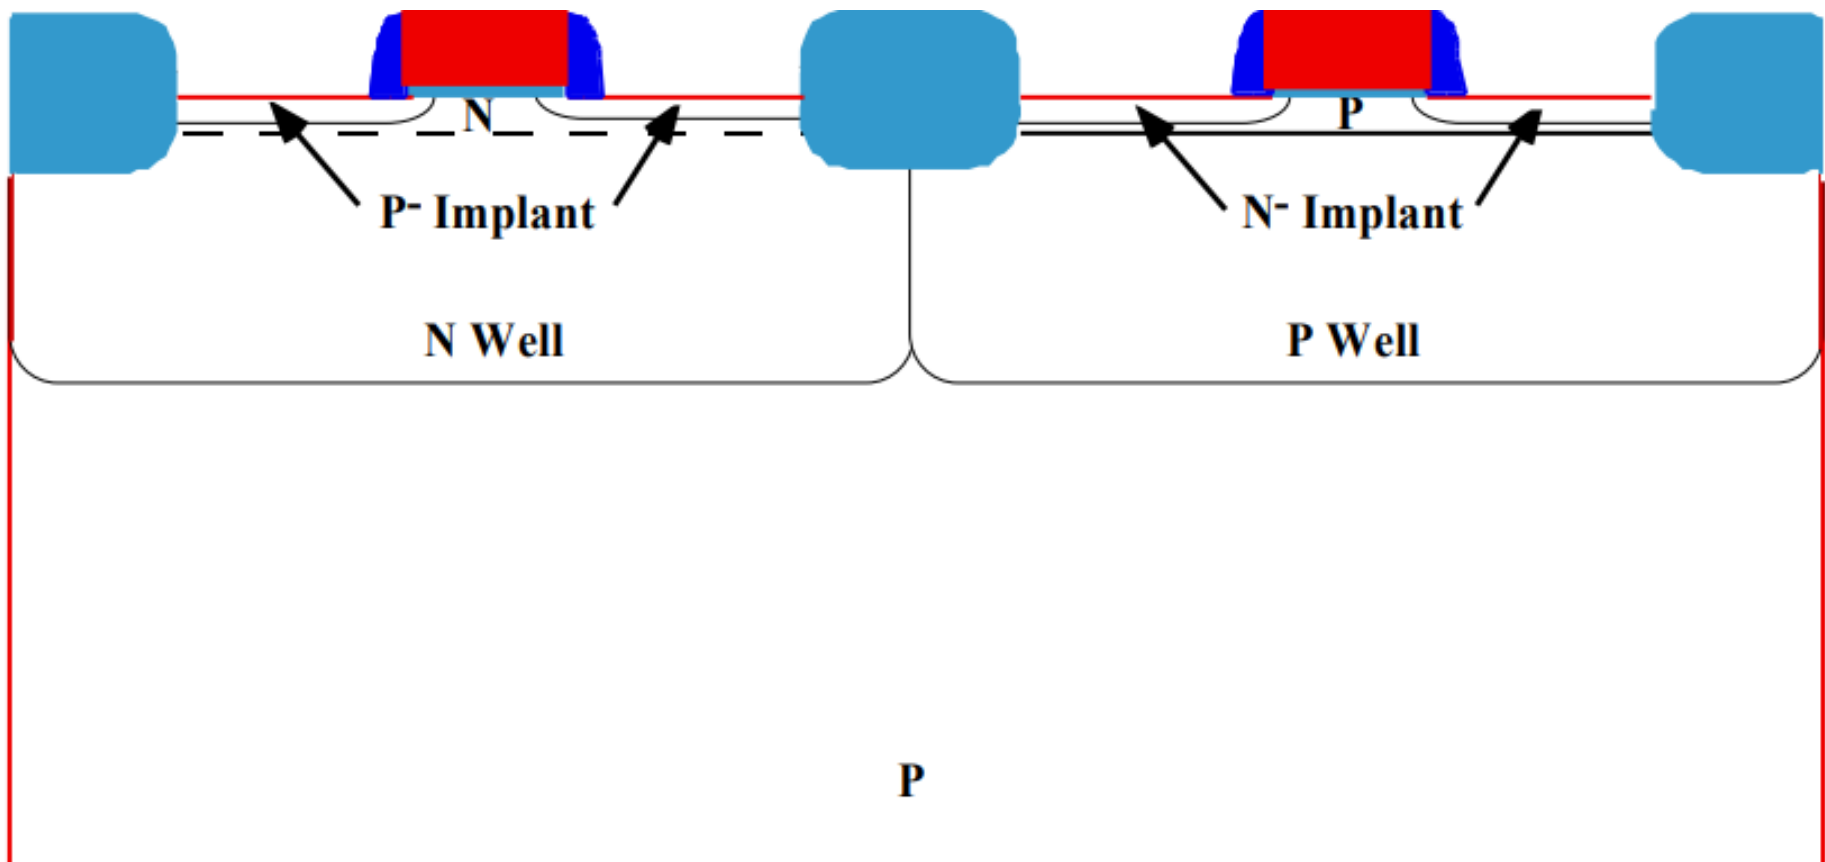 N
P
P- Implant
N- Implant
N Well
P Well
P